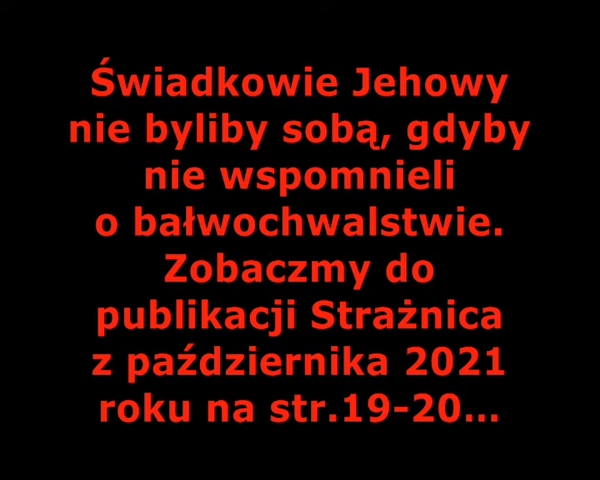 Świadkowie Jehowy
nie byliby sobą, gdyby
nie wspomnieli
o bałwochwalstwie.
Zobaczmy do
publikacji Strażnica
z października 2021
roku na str.19-20...